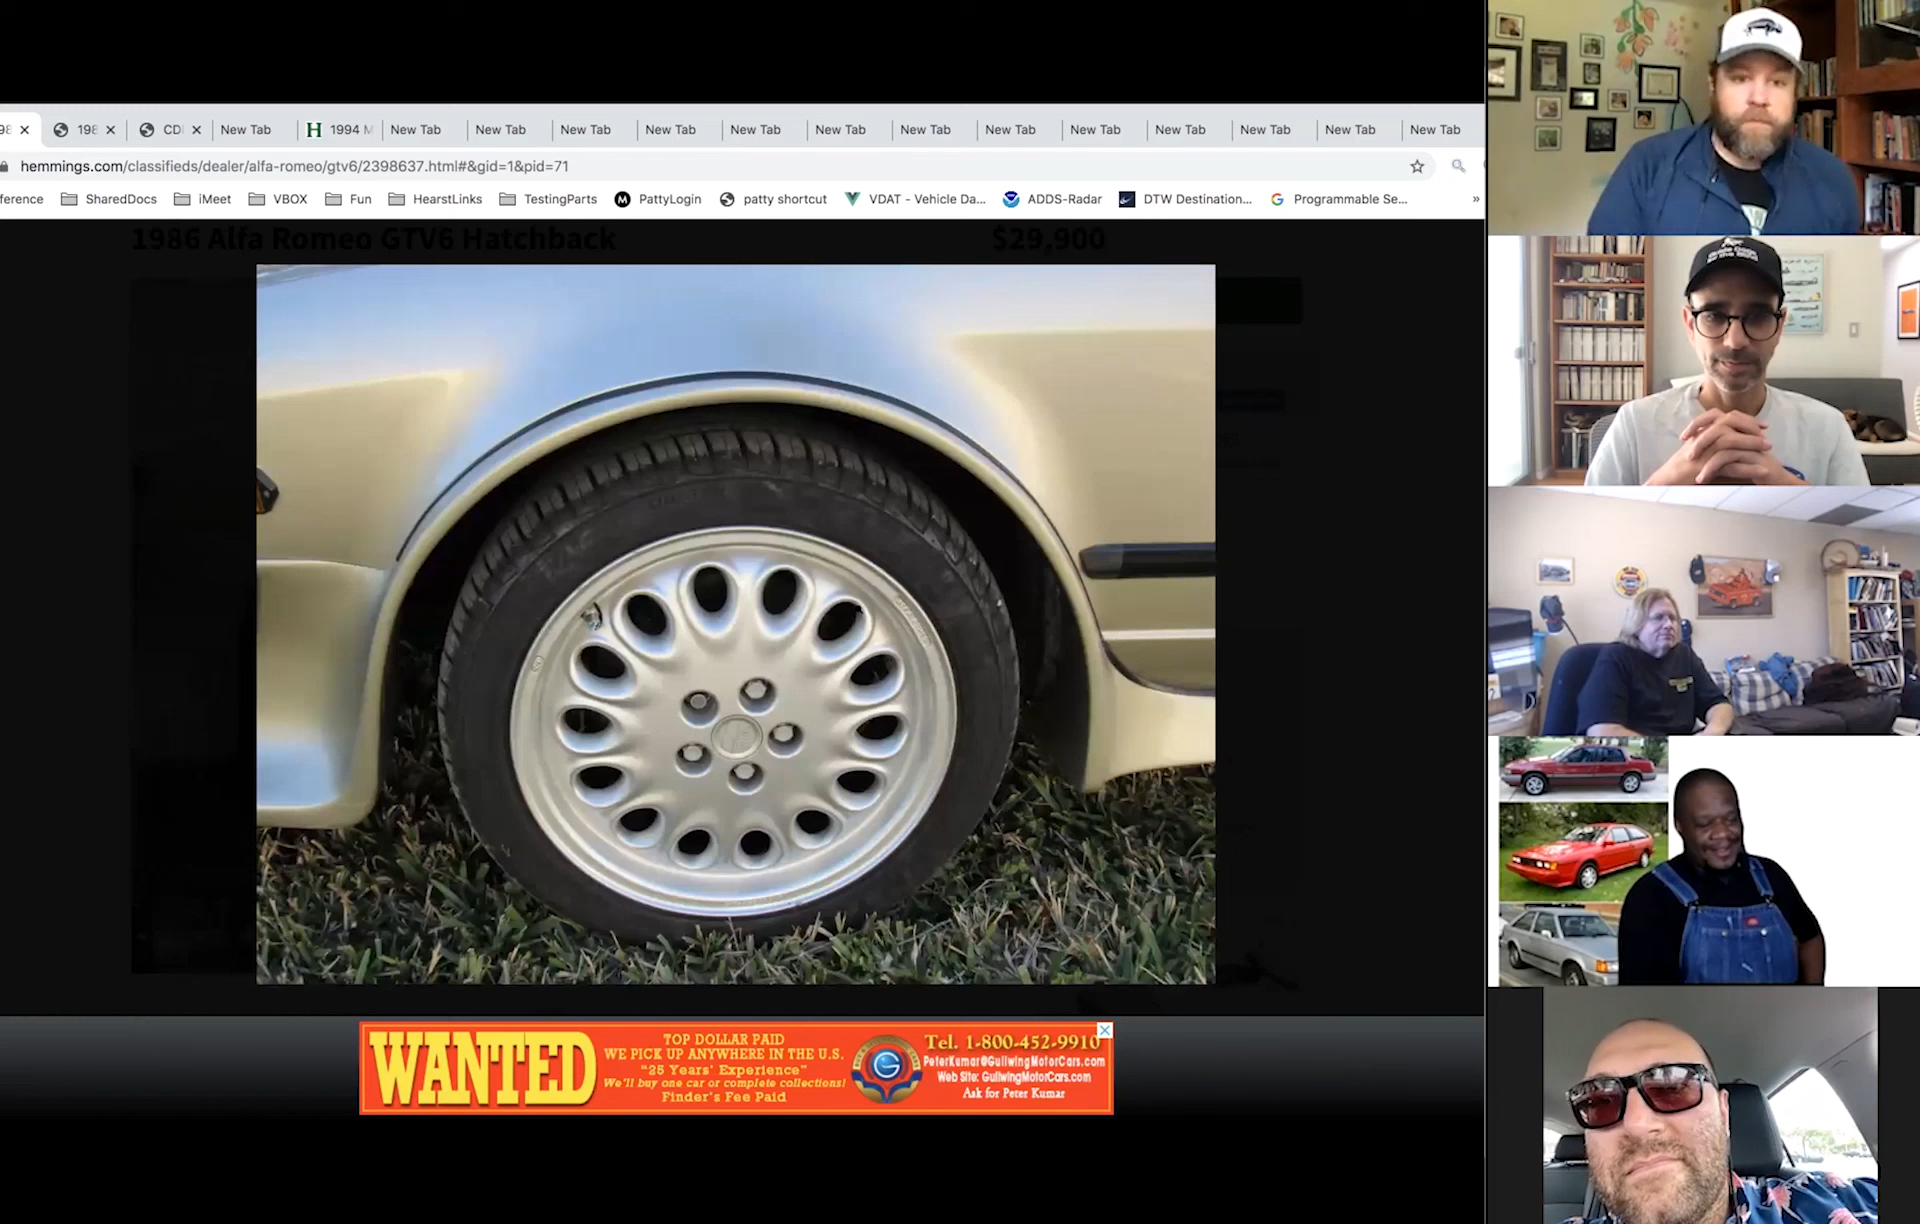 98
198
CD
New Tab
1994 M
New Tab
New Tab
New Tab
New Tab
New Tab
New Tab
New Tab
New Tab
New Tab
New Tab
New Tab
New Tab
New Tab
hemmings.com/classifieds/dealer/alfa-romeo/gtv6/2398637.html#&gid=1&pid=71
ference
SharedDocs
iMeet
VBOX
Fun
HearstLinks
TestingParts
M
PattyLogin
patty shortcut
VDAT - Vehicle Da...
ADDS-Radar
DTW Destination...
Programmable Se...
»
1986 Alfa Romeo GTV6 Hatchback
$29,900
WANTED
TOP DOLLAR PAID
WE PICK UP ANYWHERE IN THE U.S.
"25 Years' Experience"
We'll buy one car or complete collections!
Finder's Fee Paid
G
Tel. 1-800-452-9910
PeterKumar@GullwingMotorCars.com
Web Site: GullwingMotorCars.com
Ask for Peter Kumar